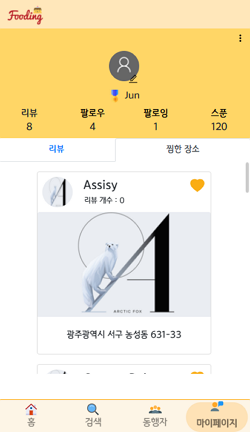 Fooding
Jun
리뷰 팔로우 팔로잉 스푼
8 4 1 120
리뷰 찜한 장소
Assisy
리뷰 개수 : 0
ARCTIC FOX
광주광역시 서구 농성동 631-33
홈 검색 동행자 마이페이지